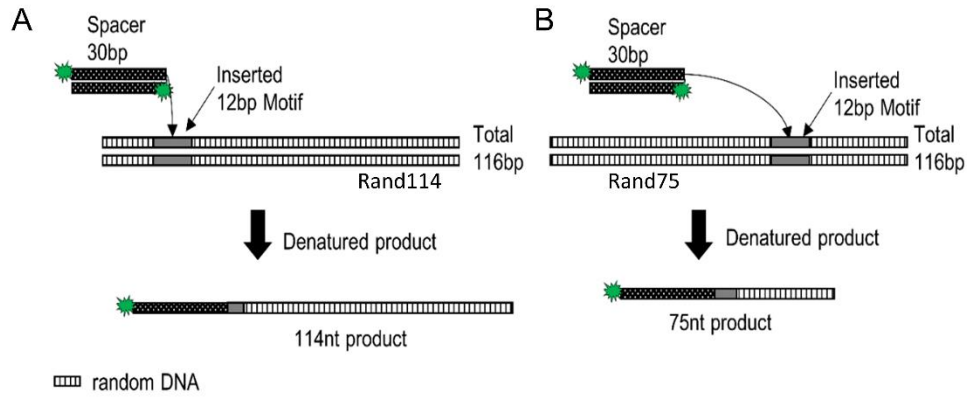 A
Spacer
30bp
Inserted
12bp Motif
Total
116bp
Rand114
Denatured product
114nt product
random DNA
B
Spacer
30bp
Inserted
12bp Motif
Total
116bp
Rand75
Denatured product
75nt product